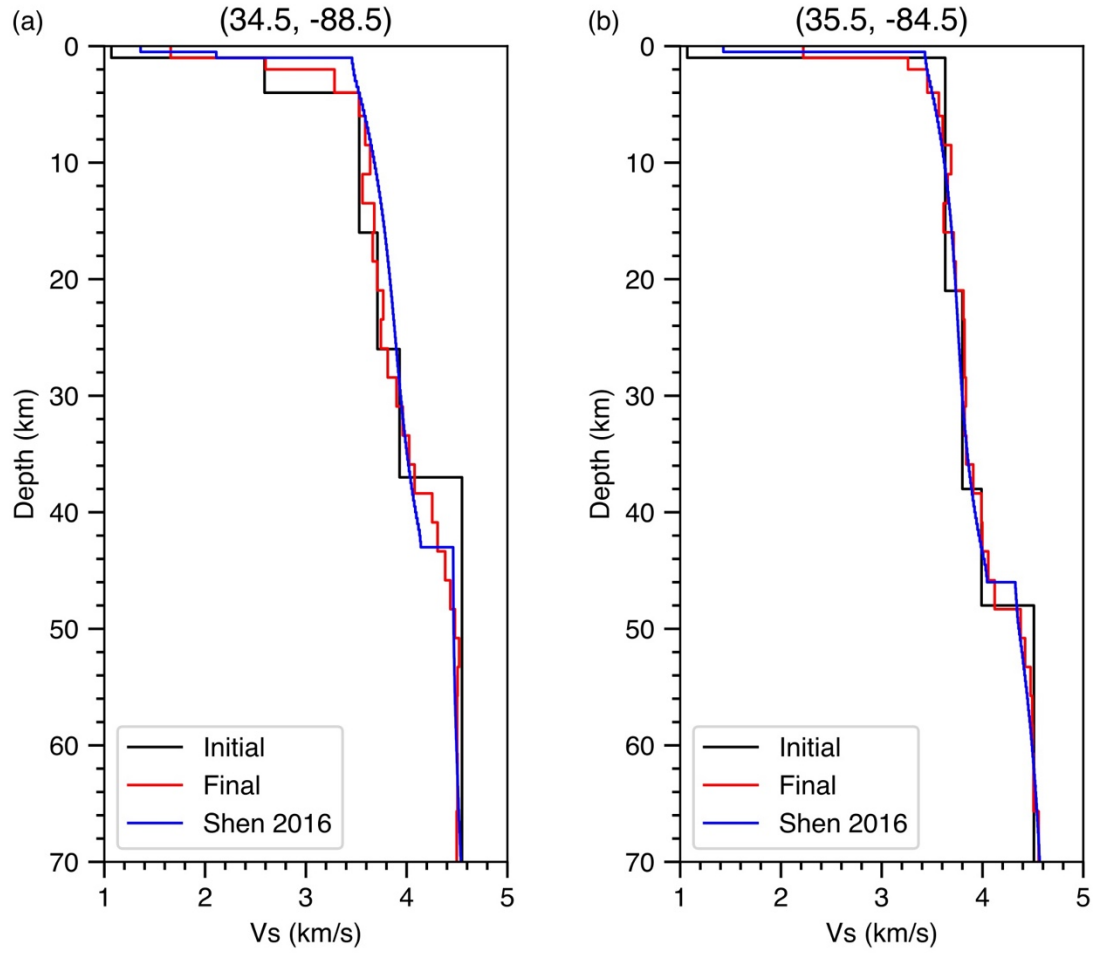 (a) (34.5, -88.5)
0
10
20
30
40
50
60
70
Depth (km)
Initial
Final
Shen 2016
1 2 3 4 5
Vs (km/s)
(b) (35.5, -84.5)
0
10
20
30
40
50
60
70
Depth (km)
Initial
Final
Shen 2016
1 2 3 4 5
Vs (km/s)